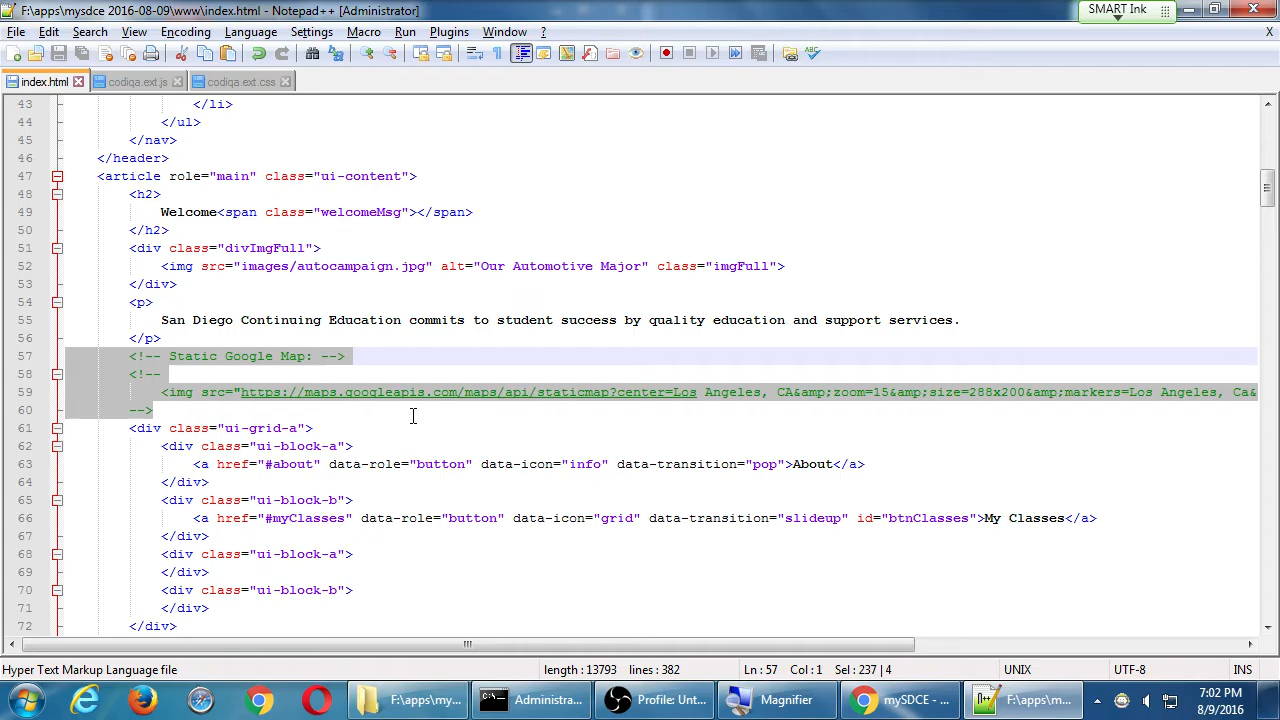 F:\apps\mysdce 2016-08-09\www\index.html - Notepad++ [Administrator]
SMART Ink
File Edit Search View Encoding Language Settings Macro Run Plugins Window ? X
index.html codiqa.ext.js codiqa.ext.css
43 </li>
44 </ul>
45 </nav>
46 </header>
47 <article role="main" class="ui-content">
48 <h2>
49 Welcome<span class="welcomeMsg"></span>
50 </h2>
51 <div class="divImgFull">
52 <img src="images/autocampaign.jpg" alt="Our Automotive Major" class="imgFull">
53 </div>
54 <p>
55 San Diego Continuing Education commits to student success by quality education and support services.
56 </p>
57 <!-- Static Google Map: -->
58 <!--
59 <img src="https://maps.googleapis.com/maps/api/staticmap?center=Los Angeles, CA&amp;zoom=15&amp;size=288x200&amp;markers=Los Angeles, Ca&
60 -->
61 <div class="ui-grid-a">
62 <div class="ui-block-a">
63 <a href="#about" data-role="button" data-icon="info" data-transition="pop">About</a>
64 </div>
65 <div class="ui-block-b">
66 <a href="#myClasses" data-role="button" data-icon="grid" data-transition="slideup" id="btnClasses">My Classes</a>
67 </div>
68 <div class="ui-block-a">
69 </div>
70 <div class="ui-block-b">
71 </div>
72 </div>
Hyper Text Markup Language file length : 13793 lines : 382 Ln : 57 Col : 1 Sel : 237 | 4 UNIX UTF-8 INS
F:\apps\my... Administra... Profile: Unt... Magnifier mySDCE - ... F:\apps\m... 7:02 PM
8/9/2016